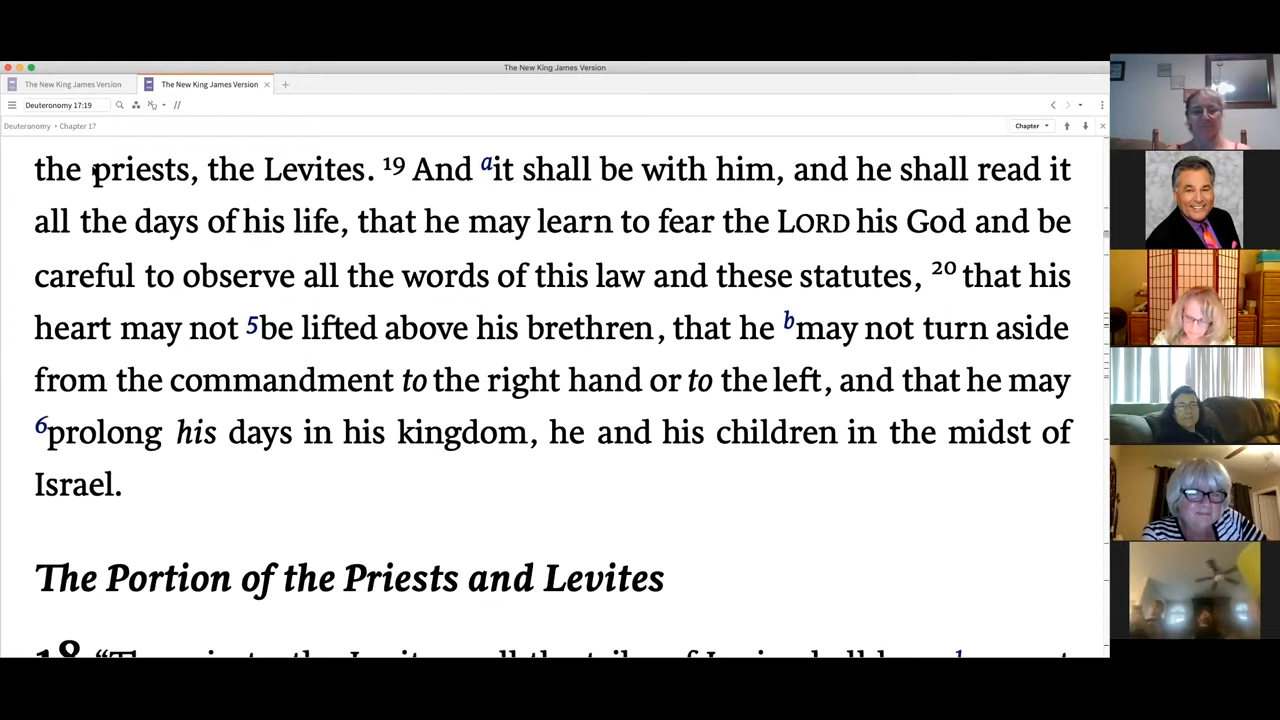 The New King James Version
The New King James Version The New King James Version
Deuteronomy 17:19
Deuteronomy › Chapter 17 Chapter
the priests, the Levites. 19 And ait shall be with him, and he shall read it
all the days of his life, that he may learn to fear the LORD his God and be
careful to observe all the words of this law and these statutes, 20 that his
heart may not 5be lifted above his brethren, that he bmay not turn aside
from the commandment to the right hand or to the left, and that he may
6prolong his days in his kingdom, he and his children in the midst of
Israel.
The Portion of the Priests and Levites
18